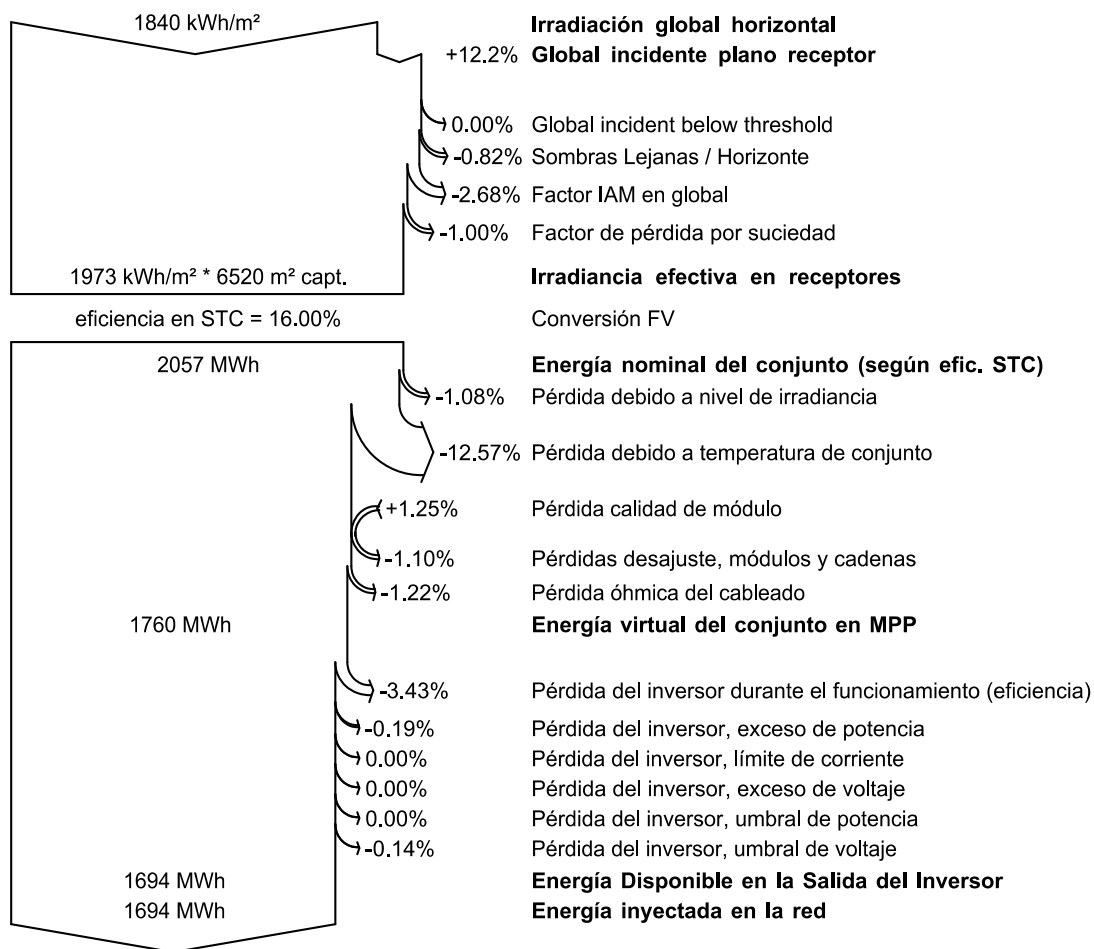 1840 kWh/m² Irradiación global horizontal
+12.2% Global incidente plano receptor
0.00% Global incident below threshold
-0.82% Sombras Lejanas / Horizonte
-2.68% Factor IAM en global
-1.00% Factor de pérdida por suciedad
1973 kWh/m² * 6520 m² capt. Irradiancia efectiva en receptores
eficiencia en STC = 16.00% Conversión FV
2057 MWh Energía nominal del conjunto (según efic. STC)
-1.08% Pérdida debido a nivel de irradiancia
-12.57% Pérdida debido a temperatura de conjunto
+1.25% Pérdida calidad de módulo
-1.10% Pérdidas desajuste, módulos y cadenas
-1.22% Pérdida óhmica del cableado
1760 MWh Energía virtual del conjunto en MPP
-3.43% Pérdida del inversor durante el funcionamiento (eficiencia)
-0.19% Pérdida del inversor, exceso de potencia
0.00% Pérdida del inversor, límite de corriente
0.00% Pérdida del inversor, exceso de voltaje
0.00% Pérdida del inversor, umbral de potencia
-0.14% Pérdida del inversor, umbral de voltaje
1694 MWh Energía Disponible en la Salida del Inversor
1694 MWh Energía inyectada en la red